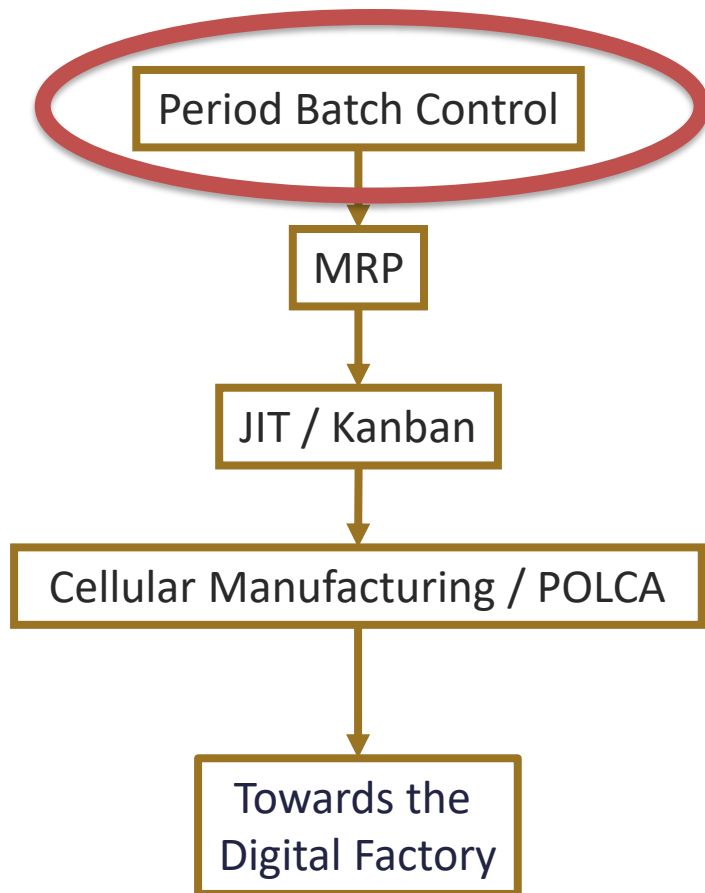 Period Batch Control
MRP
JIT / Kanban
Cellular Manufacturing / POLCA
Towards the
Digital Factory